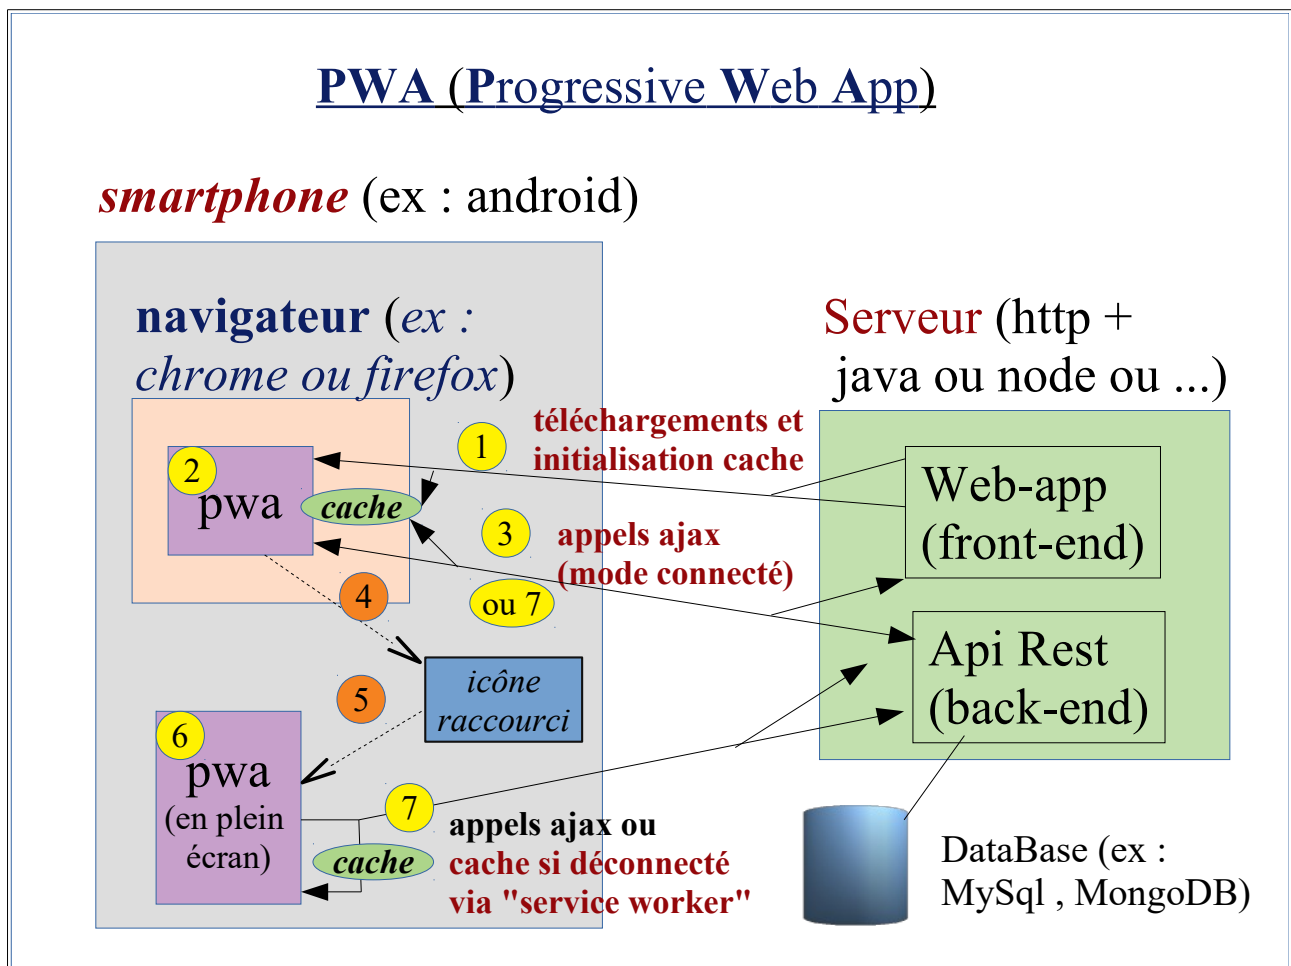 PWA (Progressive Web App)
smartphone (ex : android)
navigateur (ex :
chrome ou firefox)
Serveur (http +
java ou node ou ...)
1
téléchargements et
initialisation cache
2
pwa
cache
Web-app
(front-end)
3
appels ajax
(mode connecté)
ou 7
4
Api Rest
(back-end)
5
icône
raccourci
6
pwa
(en plein
écran)
7
appels ajax ou
cache si déconnecté
via "service worker"
cache
DataBase (ex :
MySql , MongoDB)